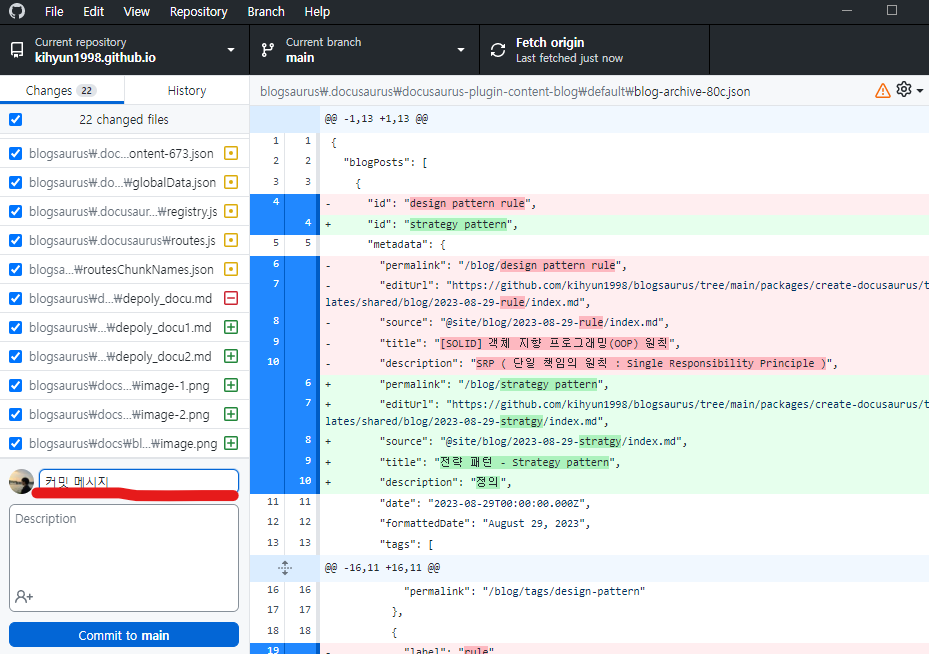 File Edit View Repository Branch Help
Current repository
kihyun1998.github.io
Current branch
main
Fetch origin
Last fetched just now
Changes 22
History
22 changed files
blogsaurus₩.doc...ontent-673.json
blogsaurus₩.do...₩globalData.json
blogsaurus₩.docusaur...₩registry.js
blogsaurus₩.docusaurus₩routes.js
blogsa...₩routesChunkNames.json
blogsaurus₩d...₩depoly_docu.md
blogsaurus₩...₩depoly_docu1.md
blogsaurus₩...₩depoly_docu2.md
blogsaurus₩docs...₩image-1.png
blogsaurus₩docs...₩image-2.png
blogsaurus₩docs₩bl...₩image.png
커밋 메시지
Description
Commit to main
blogsaurus₩.docusaurus₩docusaurus-plugin-content-blog₩default₩blog-archive-80c.json
@@ -1,13 +1,13 @@
1 1 {
2 2 "blogPosts": [
3 3 {
4 - "id": "design pattern rule",
4 + "id": "strategy pattern",
5 5 "metadata": {
6 - "permalink": "/blog/design pattern rule",
7 - "editUrl": "https://github.com/kihyun1998/blogsaurus/tree/main/packages/create-docusaurus/t
lates/shared/blog/2023-08-29-rule/index.md",
8 - "source": "@site/blog/2023-08-29-rule/index.md",
9 - "title": "[SOLID] 객체 지향 프로그래밍(OOP) 원칙",
10 - "description": "SRP ( 단일 책임의 원칙 : Single Responsibility Principle )",
6 + "permalink": "/blog/strategy pattern",
7 + "editUrl": "https://github.com/kihyun1998/blogsaurus/tree/main/packages/create-docusaurus/t
lates/shared/blog/2023-08-29-stratgy/index.md",
8 + "source": "@site/blog/2023-08-29-stratgy/index.md",
9 + "title": "전략 패턴 - Strategy pattern",
10 + "description": "정의",
11 11 "date": "2023-08-29T00:00:00.000Z",
12 12 "formattedDate": "August 29, 2023",
13 13 "tags": [
@@ -16,11 +16,11 @@
16 16 "permalink": "/blog/tags/design-pattern"
17 17 },
18 18 {
19 - "label": "rule"